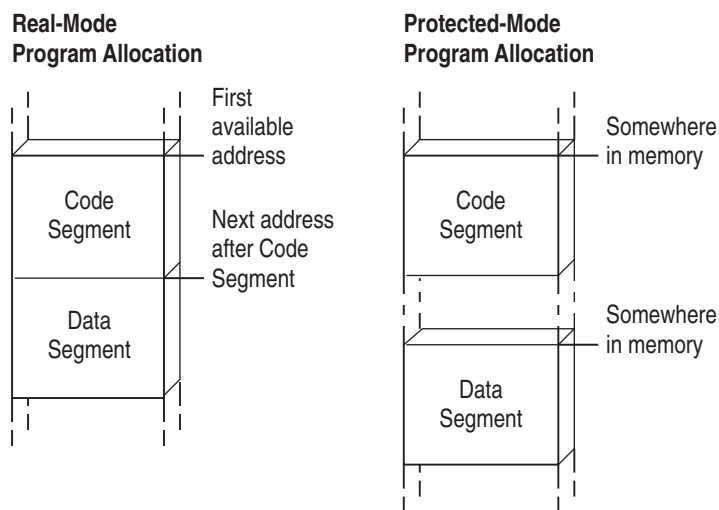 Real-Mode
Program Allocation
First
available
address
Code
Segment
Next address
after Code
Segment
Data
Segment
Protected-Mode
Program Allocation
Somewhere
in memory
Code
Segment
Somewhere
in memory
Data
Segment